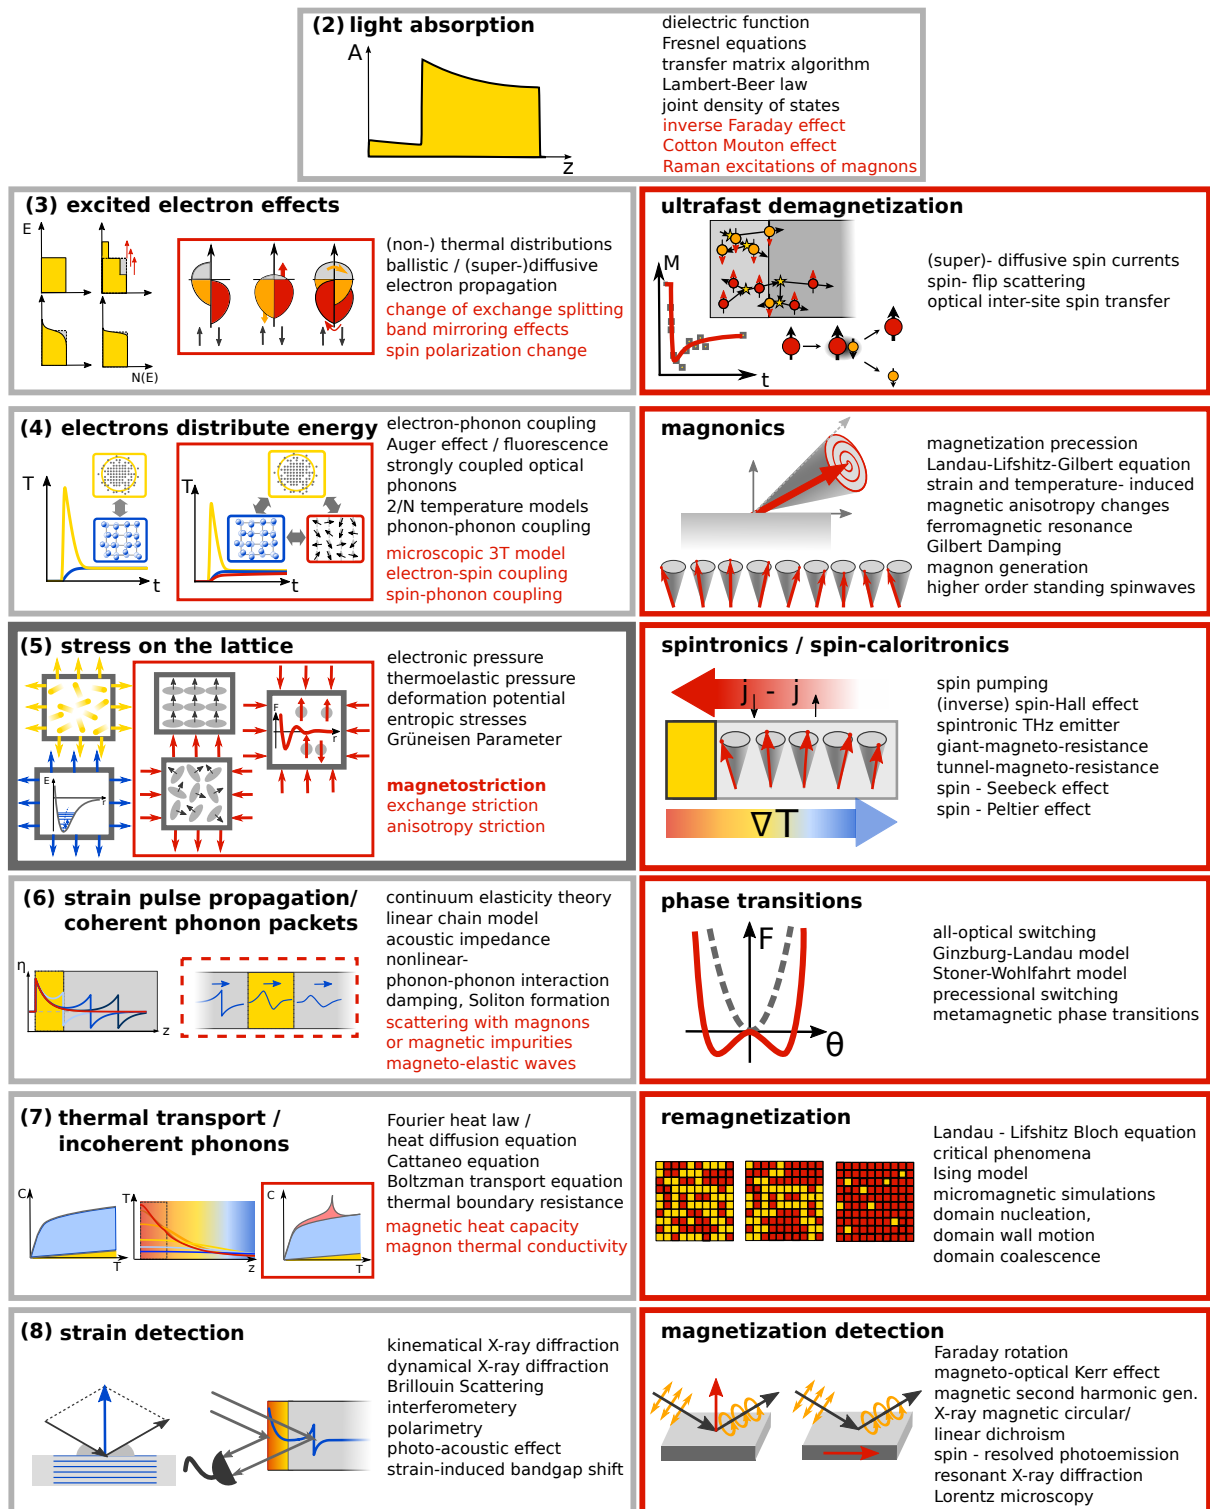 (2) light absorption
A
z
dielectric function
Fresnel equations
transfer matrix algorithm
Lambert-Beer law
joint density of states
inverse Faraday effect
Cotton Mouton effect
Raman excitations of magnons
(3) excited electron effects
E
N(E)
(non-) thermal distributions
ballistic / (super-)diffusive
electron propagation
change of exchange splitting
band mirroring effects
spin polarization change
ultrafast demagnetization
M
t
(super)- diffusive spin currents
spin- flip scattering
optical inter-site spin transfer
(4) electrons distribute energy
T
t
T
t
electron-phonon coupling
Auger effect / fluorescence
strongly coupled optical
phonons
2/N temperature models
phonon-phonon coupling
microscopic 3T model
electron-spin coupling
spin-phonon coupling
magnonics
magnetization precession
Landau-Lifshitz-Gilbert equation
strain and temperature- induced
magnetic anisotropy changes
ferromagnetic resonance
Gilbert Damping
magnon generation
higher order standing spinwaves
(5) stress on the lattice
F
r
E
r
electronic pressure
thermoelastic pressure
deformation potential
entropic stresses
Grüneisen Parameter
magnetostriction
exchange striction
anisotropy striction
spintronics / spin-caloritronics
j↓ - j↑
∇T
spin pumping
(inverse) spin-Hall effect
spintronic THz emitter
giant-magneto-resistance
tunnel-magneto-resistance
spin - Seebeck effect
spin - Peltier effect
(6) strain pulse propagation/
coherent phonon packets
η
z
continuum elasticity theory
linear chain model
acoustic impedance
nonlinear-
phonon-phonon interaction
damping, Soliton formation
scattering with magnons
or magnetic impurities
magneto-elastic waves
phase transitions
F
θ
all-optical switching
Ginzburg-Landau model
Stoner-Wohlfahrt model
precessional switching
metamagnetic phase transitions
(7) thermal transport /
incoherent phonons
C
T
T
z
C
T
Fourier heat law /
heat diffusion equation
Cattaneo equation
Boltzman transport equation
thermal boundary resistance
magnetic heat capacity
magnon thermal conductivity
remagnetization
Landau - Lifshitz Bloch equation
critical phenomena
Ising model
micromagnetic simulations
domain nucleation,
domain wall motion
domain coalescence
(8) strain detection
kinematical X-ray diffraction
dynamical X-ray diffraction
Brillouin Scattering
interferometery
polarimetry
photo-acoustic effect
strain-induced bandgap shift
magnetization detection
Faraday rotation
magneto-optical Kerr effect
magnetic second harmonic gen.
X-ray magnetic circular/
linear dichroism
spin - resolved photoemission
resonant X-ray diffraction
Lorentz microscopy